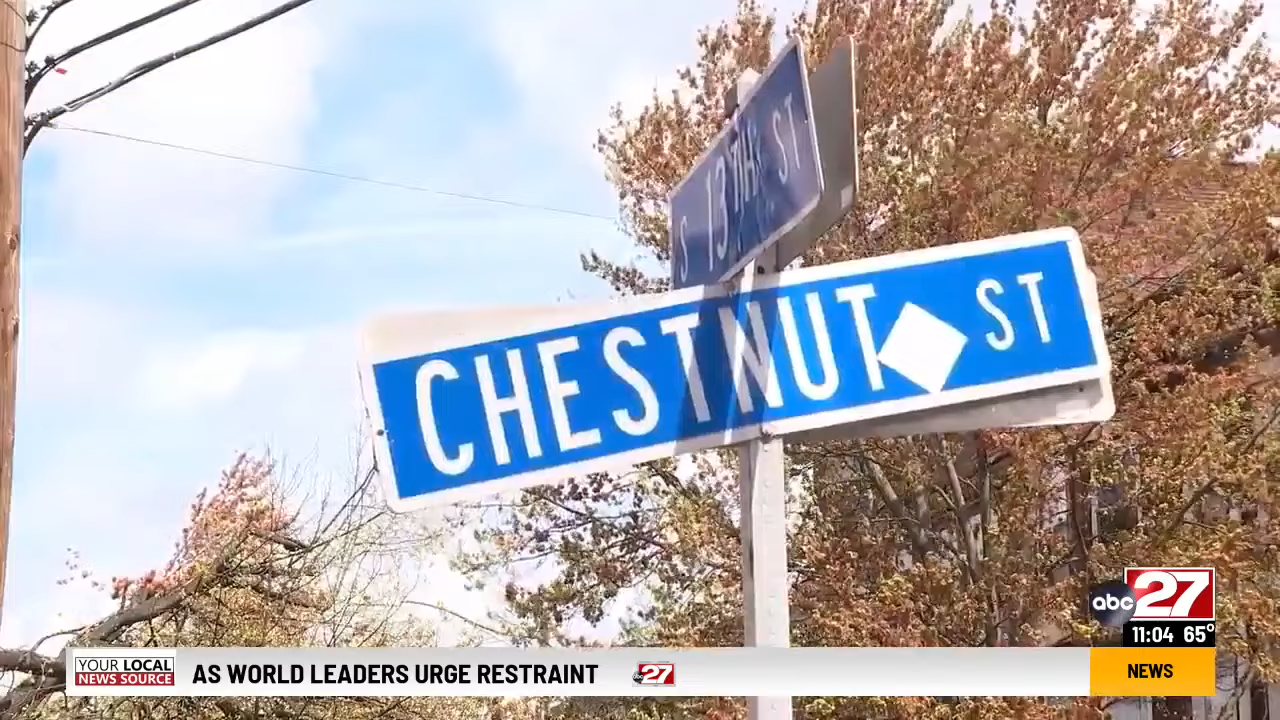 S 13TH ST
CHESTNUT ST
abc 27
11:04 65°
YOUR LOCAL
NEWS SOURCE
AS WORLD LEADERS URGE RESTRAINT
abc 27
NEWS